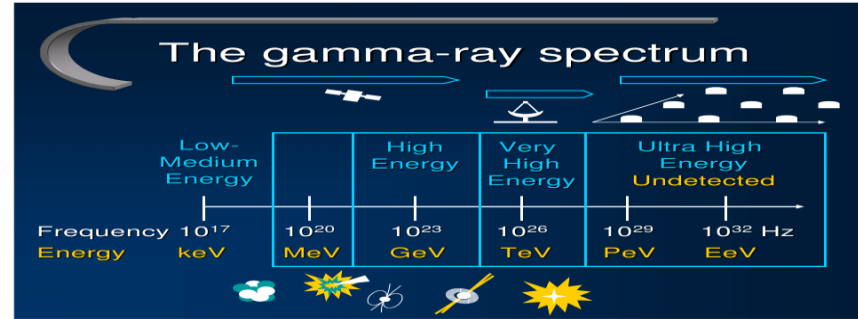 The gamma-ray spectrum
Low-
Medium
Energy
High
Energy
Very
High
Energy
Ultra High
Energy
Undetected
Frequency 10¹⁷ 10²⁰ 10²³ 10²⁶ 10²⁹ 10³² Hz
Energy keV MeV GeV TeV PeV EeV